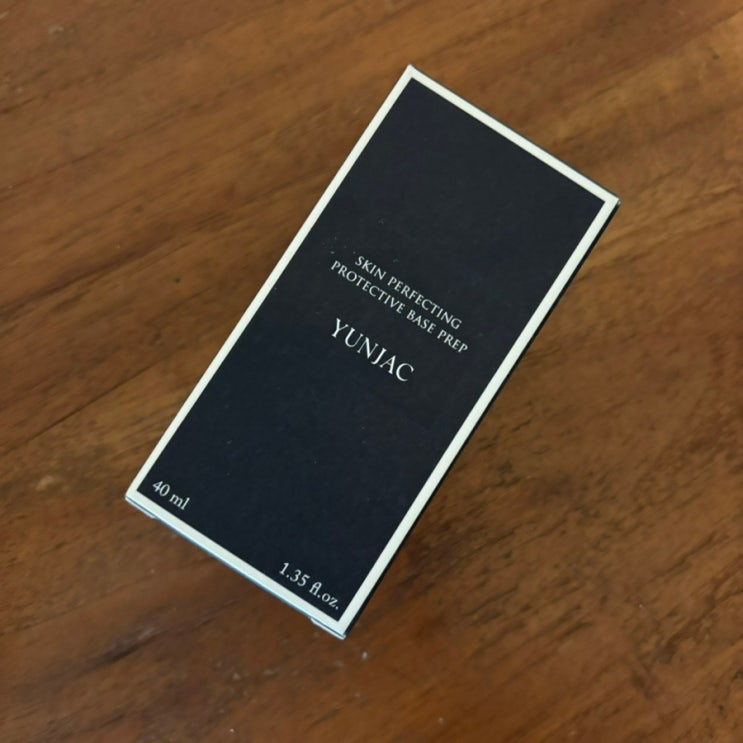 SKIN PERFECTING
PROTECTIVE BASE PREP
YUNJAC
40 ml
1.35 fl.oz.